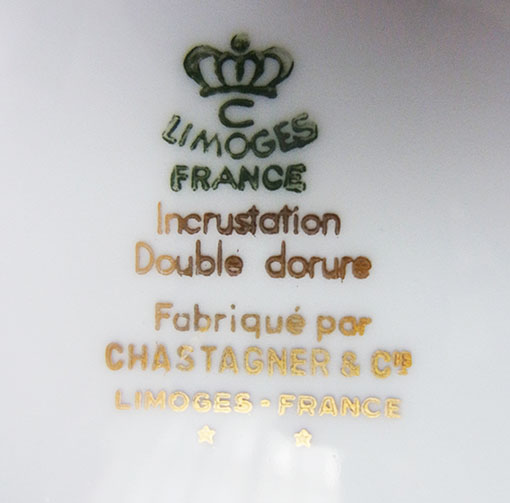 C
LIMOGES
FRANCE
Incrustation
Double dorure
Fabriqué par
CHASTAGNER & Cie
LIMOGES - FRANCE